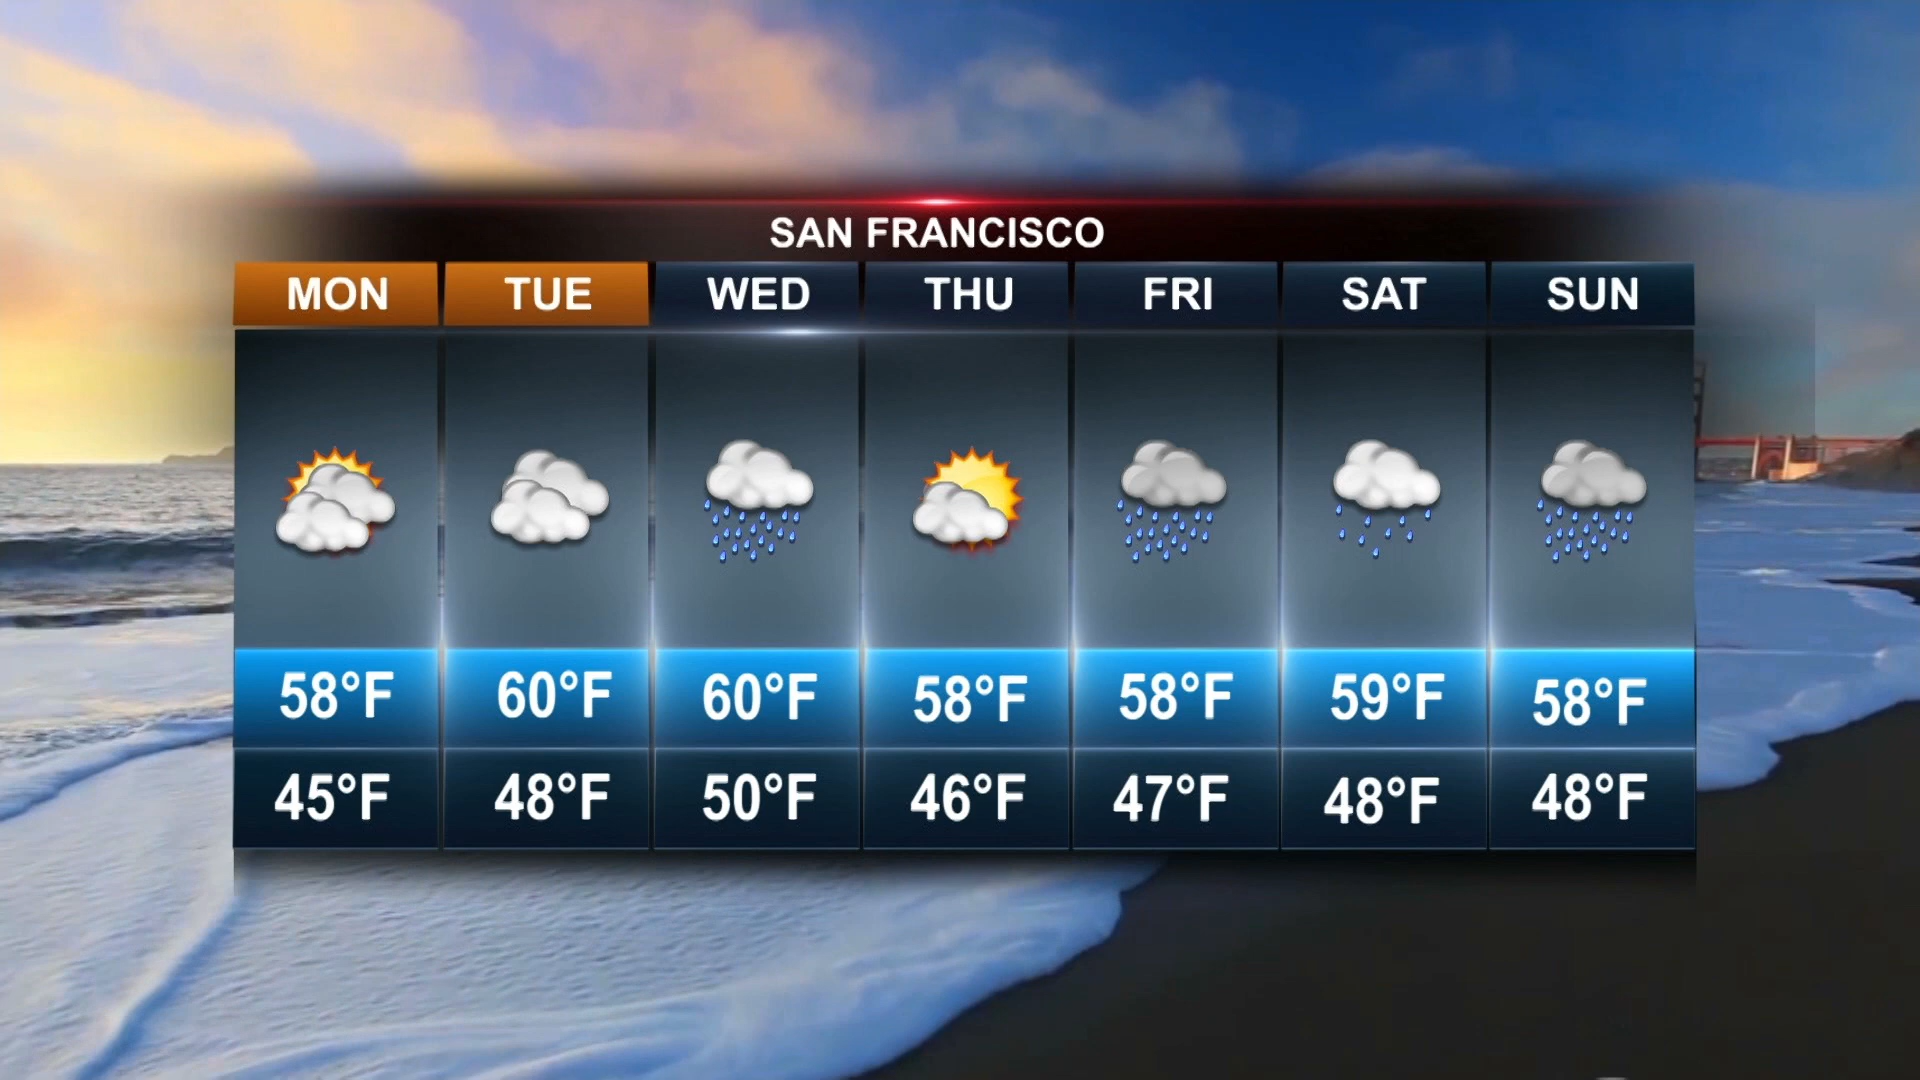 SAN FRANCISCO
MON TUE WED THU FRI SAT SUN
58°F 60°F 60°F 58°F 58°F 59°F 58°F
45°F 48°F 50°F 46°F 47°F 48°F 48°F